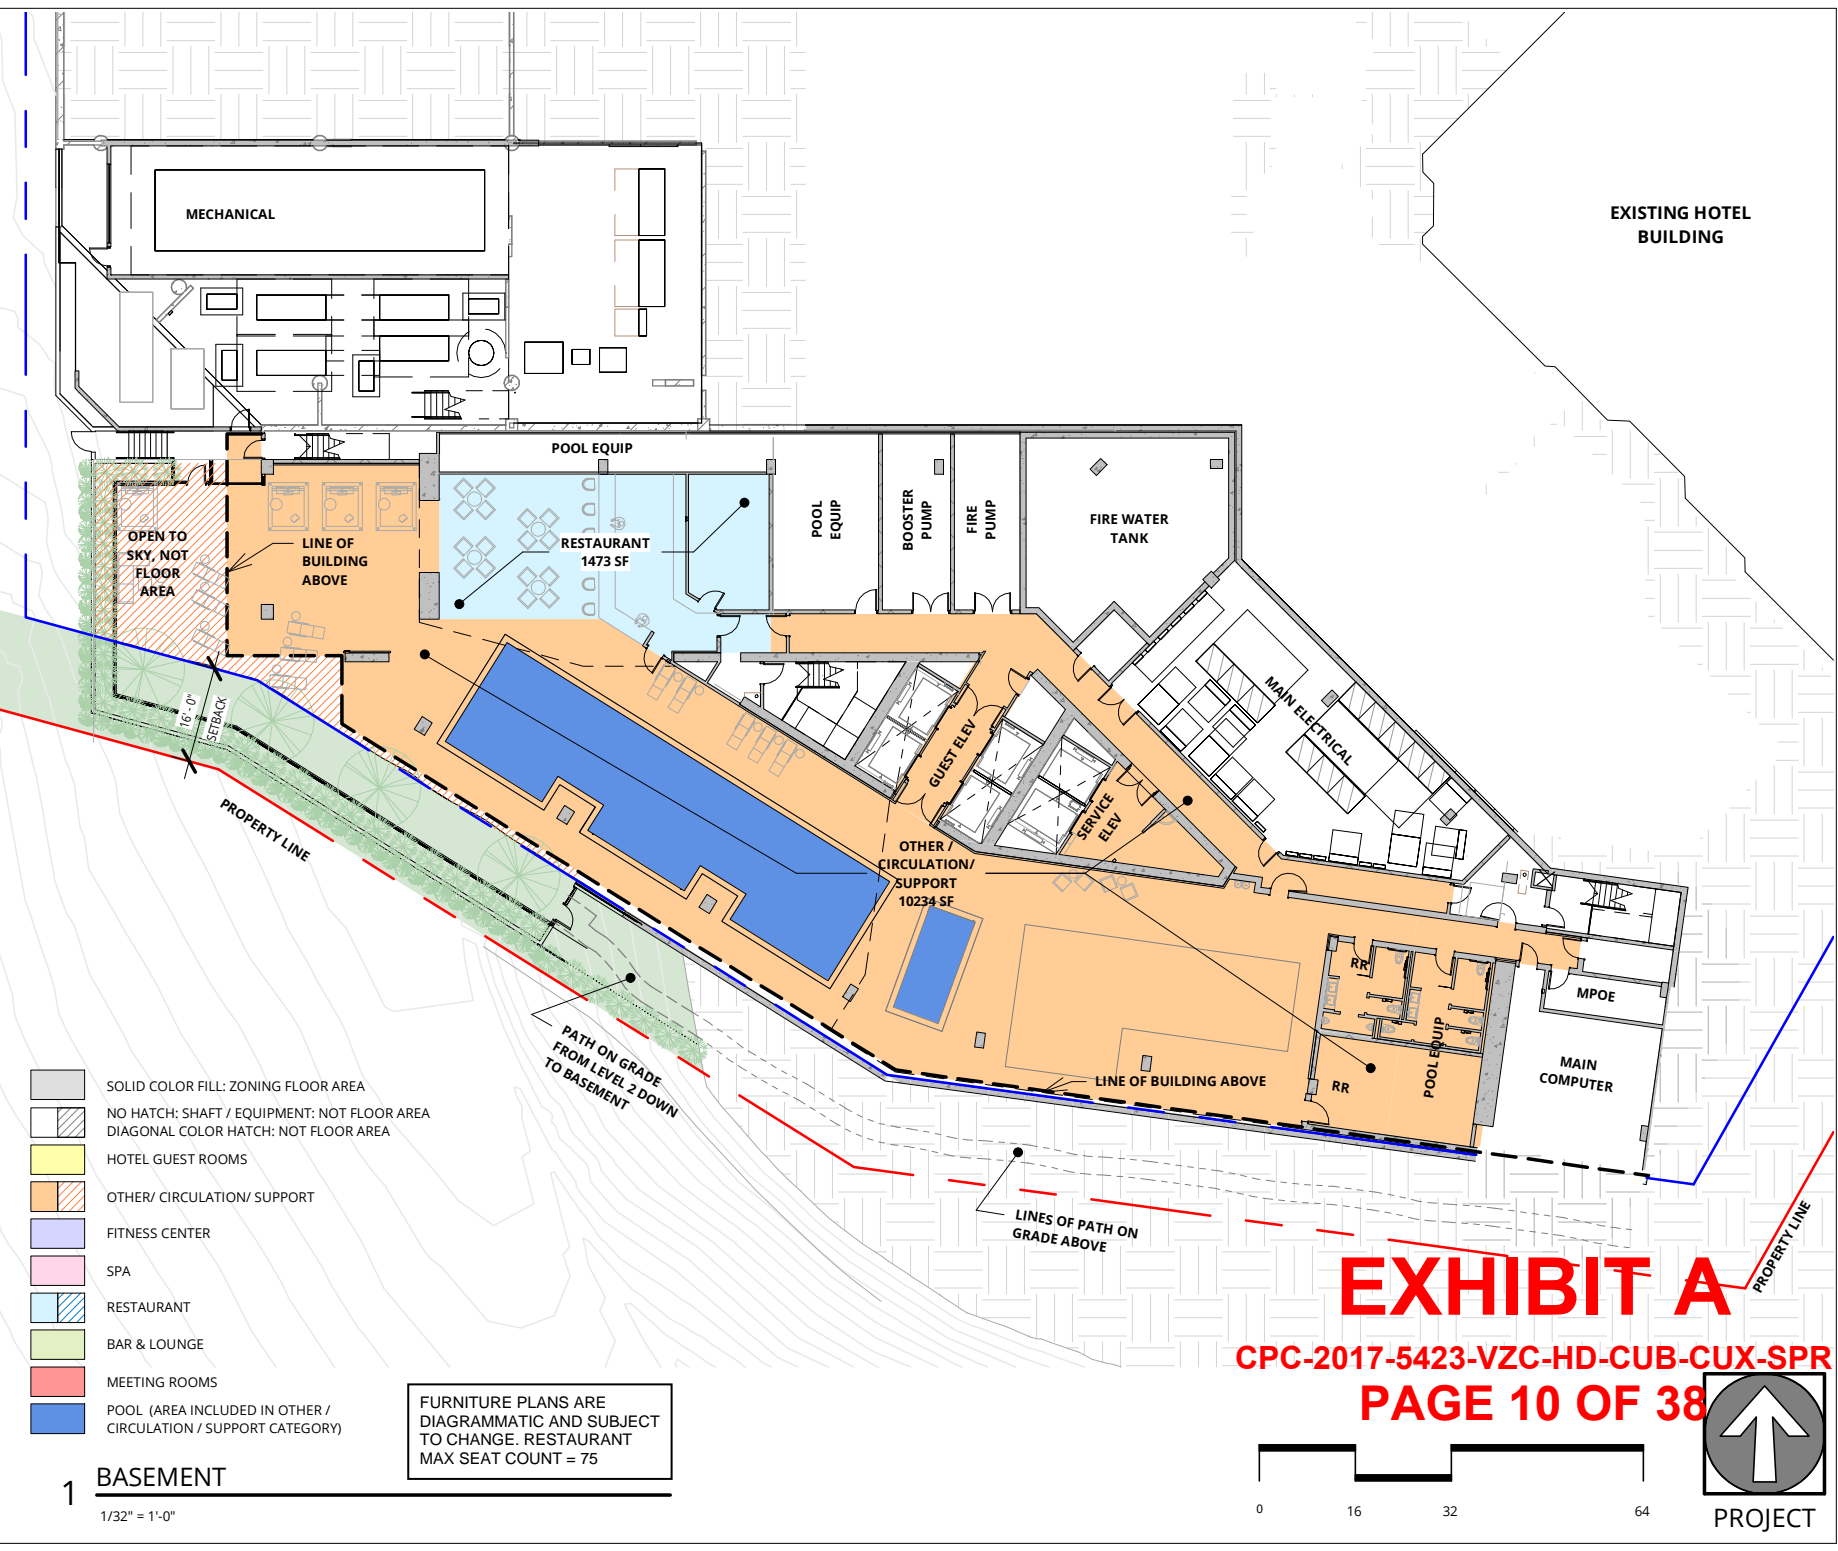 MECHANICAL
EXISTING HOTEL
BUILDING
POOL EQUIP
OPEN TO
SKY, NOT
FLOOR
AREA
LINE OF
BUILDING
ABOVE
RESTAURANT
1473 SF
POOL
EQUIP
BOOSTER
PUMP
FIRE
PUMP
FIRE WATER
TANK
MAIN ELECTRICAL
16' - 0"
SETBACK
GUEST ELEV
SERVICE
ELEV
PROPERTY LINE
OTHER /
CIRCULATION/
SUPPORT
10234 SF
RR
MPOE
POOL EQUIP
MAIN
COMPUTER
RR
LINE OF BUILDING ABOVE
PATH ON GRADE
FROM LEVEL 2 DOWN
TO BASEMENT
LINES OF PATH ON
GRADE ABOVE
PROPERTY LINE
SOLID COLOR FILL: ZONING FLOOR AREA
NO HATCH: SHAFT / EQUIPMENT: NOT FLOOR AREA
DIAGONAL COLOR HATCH: NOT FLOOR AREA
HOTEL GUEST ROOMS
OTHER/ CIRCULATION/ SUPPORT
FITNESS CENTER
SPA
RESTAURANT
BAR & LOUNGE
MEETING ROOMS
POOL (AREA INCLUDED IN OTHER /
CIRCULATION / SUPPORT CATEGORY)
FURNITURE PLANS ARE
DIAGRAMMATIC AND SUBJECT
TO CHANGE. RESTAURANT
MAX SEAT COUNT = 75
EXHIBIT A
CPC-2017-5423-VZC-HD-CUB-CUX-SPR
PAGE 10 OF 38
1 BASEMENT
1/32" = 1'-0"
0 16 32 64
PROJECT